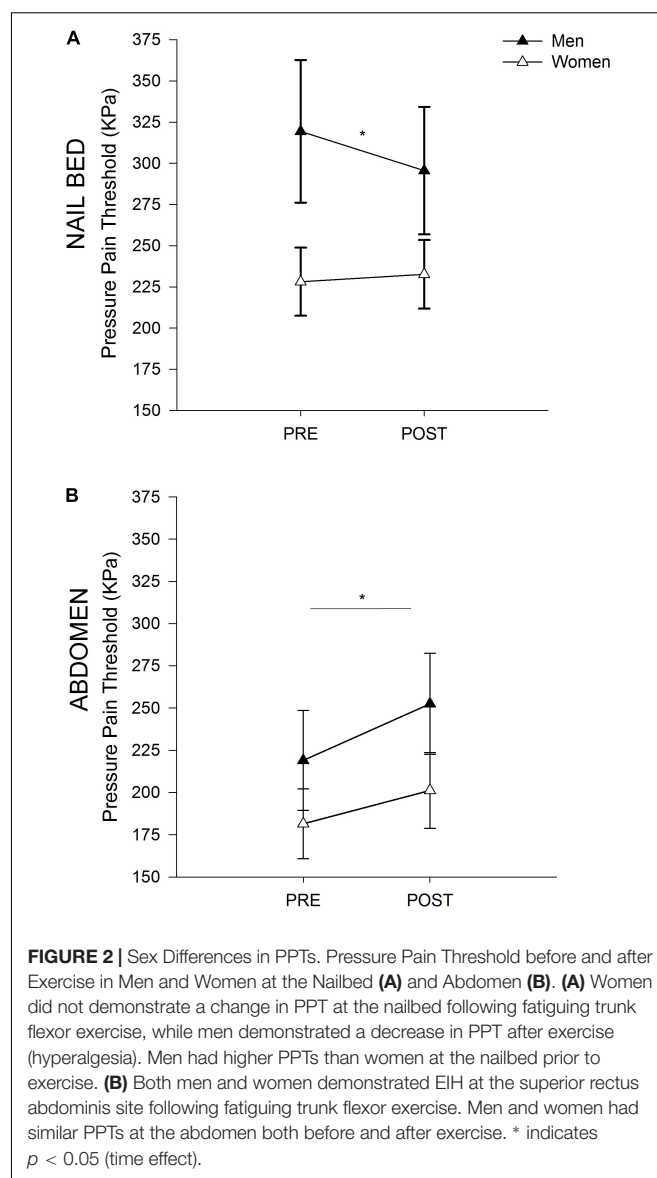 A
Men
Women
NAIL BED
Pressure Pain Threshold (KPa)
375
350
325
300
275
250
225
200
175
150
*
PRE POST
B
ABDOMEN
Pressure Pain Threshold (KPa)
375
350
325
300
275
250
225
200
175
150
*
PRE POST
FIGURE 2 | Sex Differences in PPTs. Pressure Pain Threshold before and after
Exercise in Men and Women at the Nailbed (A) and Abdomen (B). (A) Women
did not demonstrate a change in PPT at the nailbed following fatiguing trunk
flexor exercise, while men demonstrated a decrease in PPT after exercise
(hyperalgesia). Men had higher PPTs than women at the nailbed prior to
exercise. (B) Both men and women demonstrated EIH at the superior rectus
abdominis site following fatiguing trunk flexor exercise. Men and women had
similar PPTs at the abdomen both before and after exercise. * indicates
p < 0.05 (time effect).